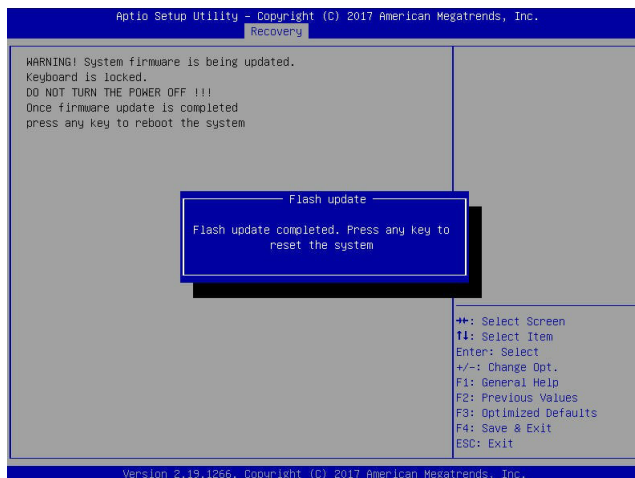 Aptio Setup Utility – Copyright (C) 2017 American Megatrends, Inc.
Recovery
WARNING! System firmware is being updated.
Keyboard is locked.
DO NOT TURN THE POWER OFF !!!
Once firmware update is completed
press any key to reboot the system
Flash update
Flash update completed. Press any key to
reset the system
→←: Select Screen
↑↓: Select Item
Enter: Select
+/-: Change Opt.
F1: General Help
F2: Previous Values
F3: Optimized Defaults
F4: Save & Exit
ESC: Exit
Version 2.19.1266. Copyright (C) 2017 American Megatrends, Inc.